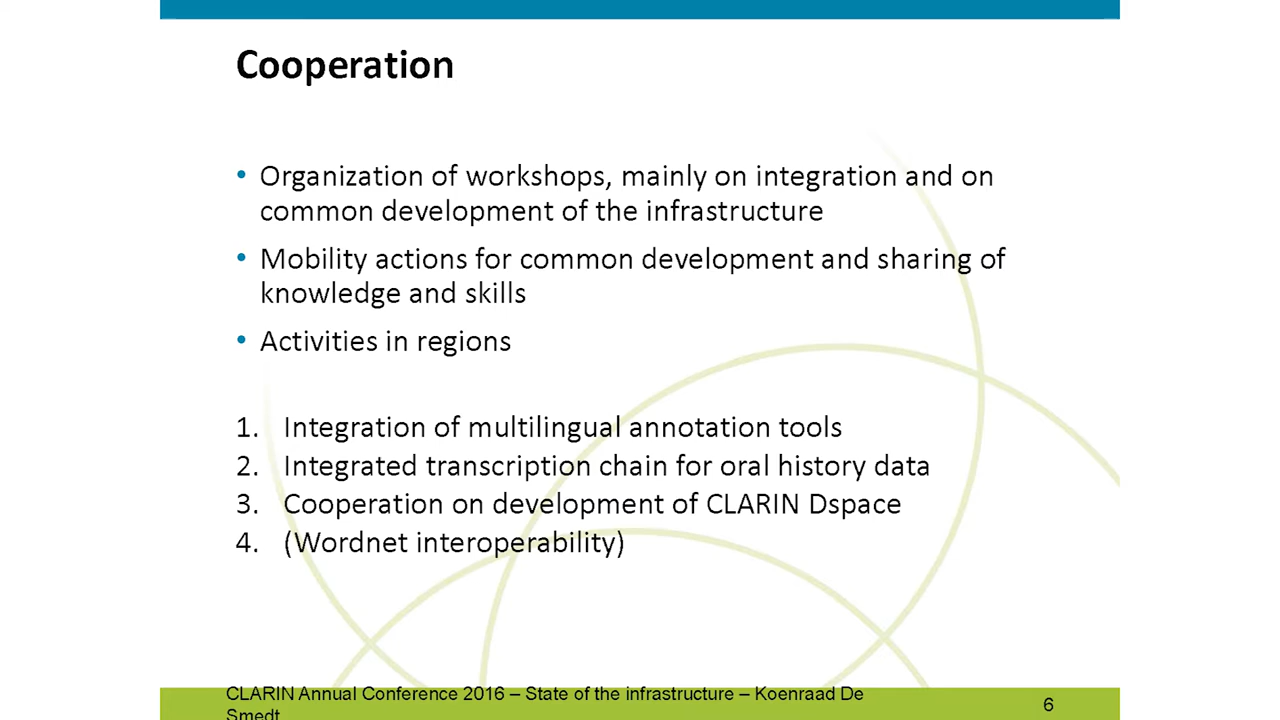 Cooperation
• Organization of workshops, mainly on integration and on
common development of the infrastructure
• Mobility actions for common development and sharing of
knowledge and skills
• Activities in regions
1. Integration of multilingual annotation tools
2. Integrated transcription chain for oral history data
3. Cooperation on development of CLARIN Dspace
4. (Wordnet interoperability)
CLARIN Annual Conference 2016 – State of the infrastructure – Koenraad De
Smedt
6